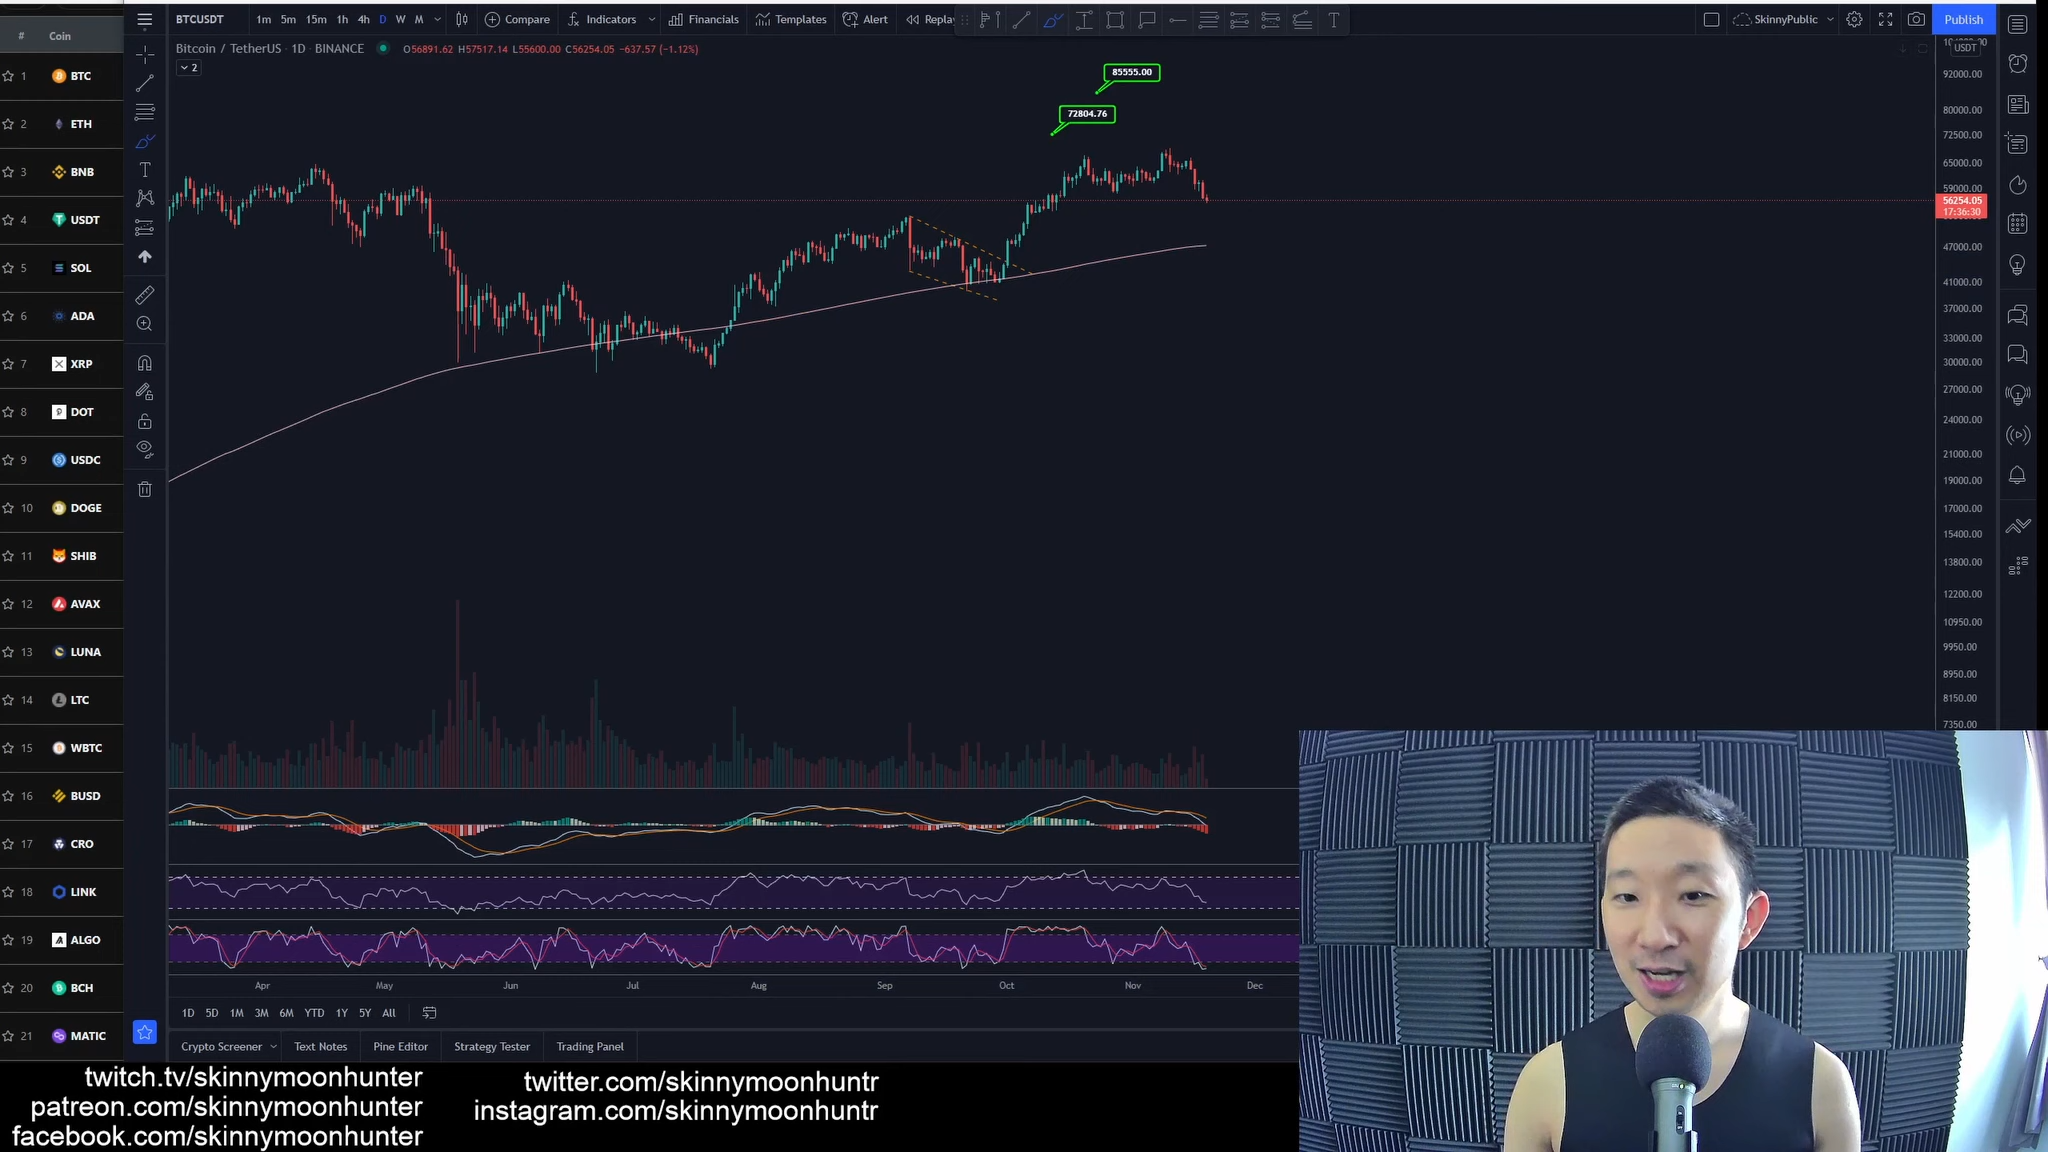 BTCUSDT
1m 5m 15m 1h 4h D W M
Compare
Indicators
Financials
Templates
Alert
Replay
SkinnyPublic
Publish
# Coin
Bitcoin / TetherUS · 1D · BINANCE O56891.62 H57517.14 L55600.00 C56254.05 −637.57 (−1.12%)
2
USDT
85555.00
72804.76
1 BTC
2 ETH
3 BNB
4 USDT
5 SOL
6 ADA
7 XRP
8 DOT
9 USDC
10 DOGE
11 SHIB
12 AVAX
13 LUNA
14 LTC
15 WBTC
16 BUSD
17 CRO
18 LINK
19 ALGO
20 BCH
21 MATIC
92000.00
80000.00
72500.00
65000.00
59000.00
56254.05
17:36:30
47000.00
41000.00
37000.00
33000.00
30000.00
27000.00
24000.00
21000.00
19000.00
17000.00
15400.00
13800.00
12200.00
10950.00
9950.00
8950.00
8150.00
7350.00
Apr May Jun Jul Aug Sep Oct Nov Dec
1D 5D 1M 3M 6M YTD 1Y 5Y All
Crypto Screener Text Notes Pine Editor Strategy Tester Trading Panel
twitch.tv/skinnymoonhunter
patreon.com/skinnymoonhunter
facebook.com/skinnymoonhunter
twitter.com/skinnymoonhuntr
instagram.com/skinnymoonhuntr